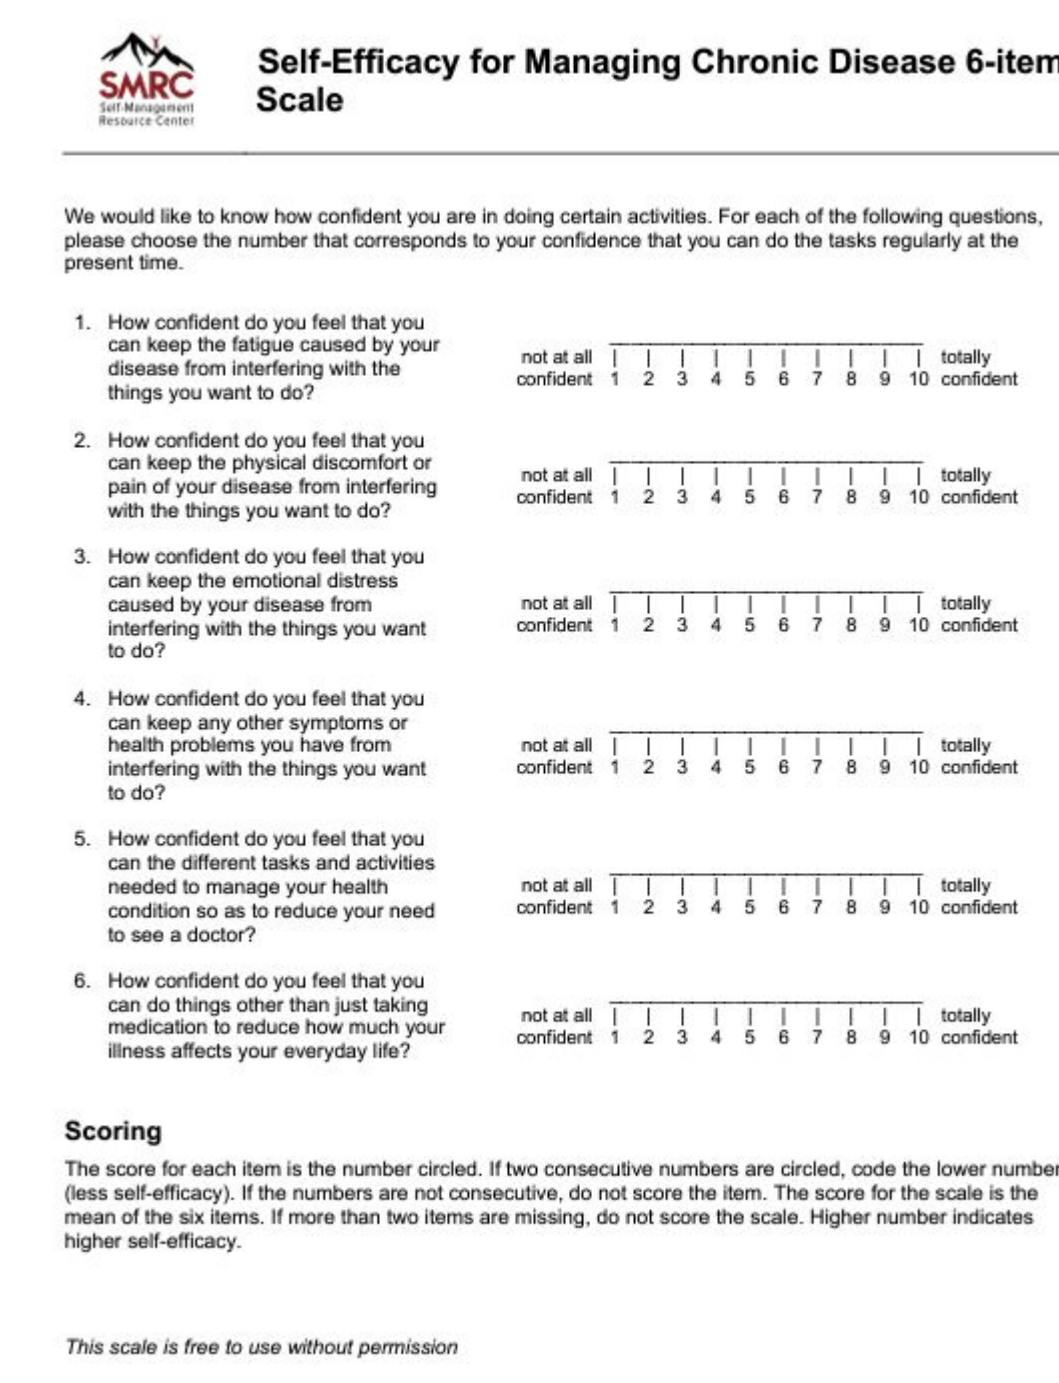 SMRC
Self-Management
Resource Center
Self-Efficacy for Managing Chronic Disease 6-item
Scale
We would like to know how confident you are in doing certain activities. For each of the following questions,
please choose the number that corresponds to your confidence that you can do the tasks regularly at the
present time.
1. How confident do you feel that you
can keep the fatigue caused by your
disease from interfering with the
things you want to do?
not at all | | | | | | | | | | totally
confident 1 2 3 4 5 6 7 8 9 10 confident
2. How confident do you feel that you
can keep the physical discomfort or
pain of your disease from interfering
with the things you want to do?
not at all | | | | | | | | | | totally
confident 1 2 3 4 5 6 7 8 9 10 confident
3. How confident do you feel that you
can keep the emotional distress
caused by your disease from
interfering with the things you want
to do?
not at all | | | | | | | | | | totally
confident 1 2 3 4 5 6 7 8 9 10 confident
4. How confident do you feel that you
can keep any other symptoms or
health problems you have from
interfering with the things you want
to do?
not at all | | | | | | | | | | totally
confident 1 2 3 4 5 6 7 8 9 10 confident
5. How confident do you feel that you
can the different tasks and activities
needed to manage your health
condition so as to reduce your need
to see a doctor?
not at all | | | | | | | | | | totally
confident 1 2 3 4 5 6 7 8 9 10 confident
6. How confident do you feel that you
can do things other than just taking
medication to reduce how much your
illness affects your everyday life?
not at all | | | | | | | | | | totally
confident 1 2 3 4 5 6 7 8 9 10 confident
Scoring
The score for each item is the number circled. If two consecutive numbers are circled, code the lower number
(less self-efficacy). If the numbers are not consecutive, do not score the item. The score for the scale is the
mean of the six items. If more than two items are missing, do not score the scale. Higher number indicates
higher self-efficacy.
This scale is free to use without permission